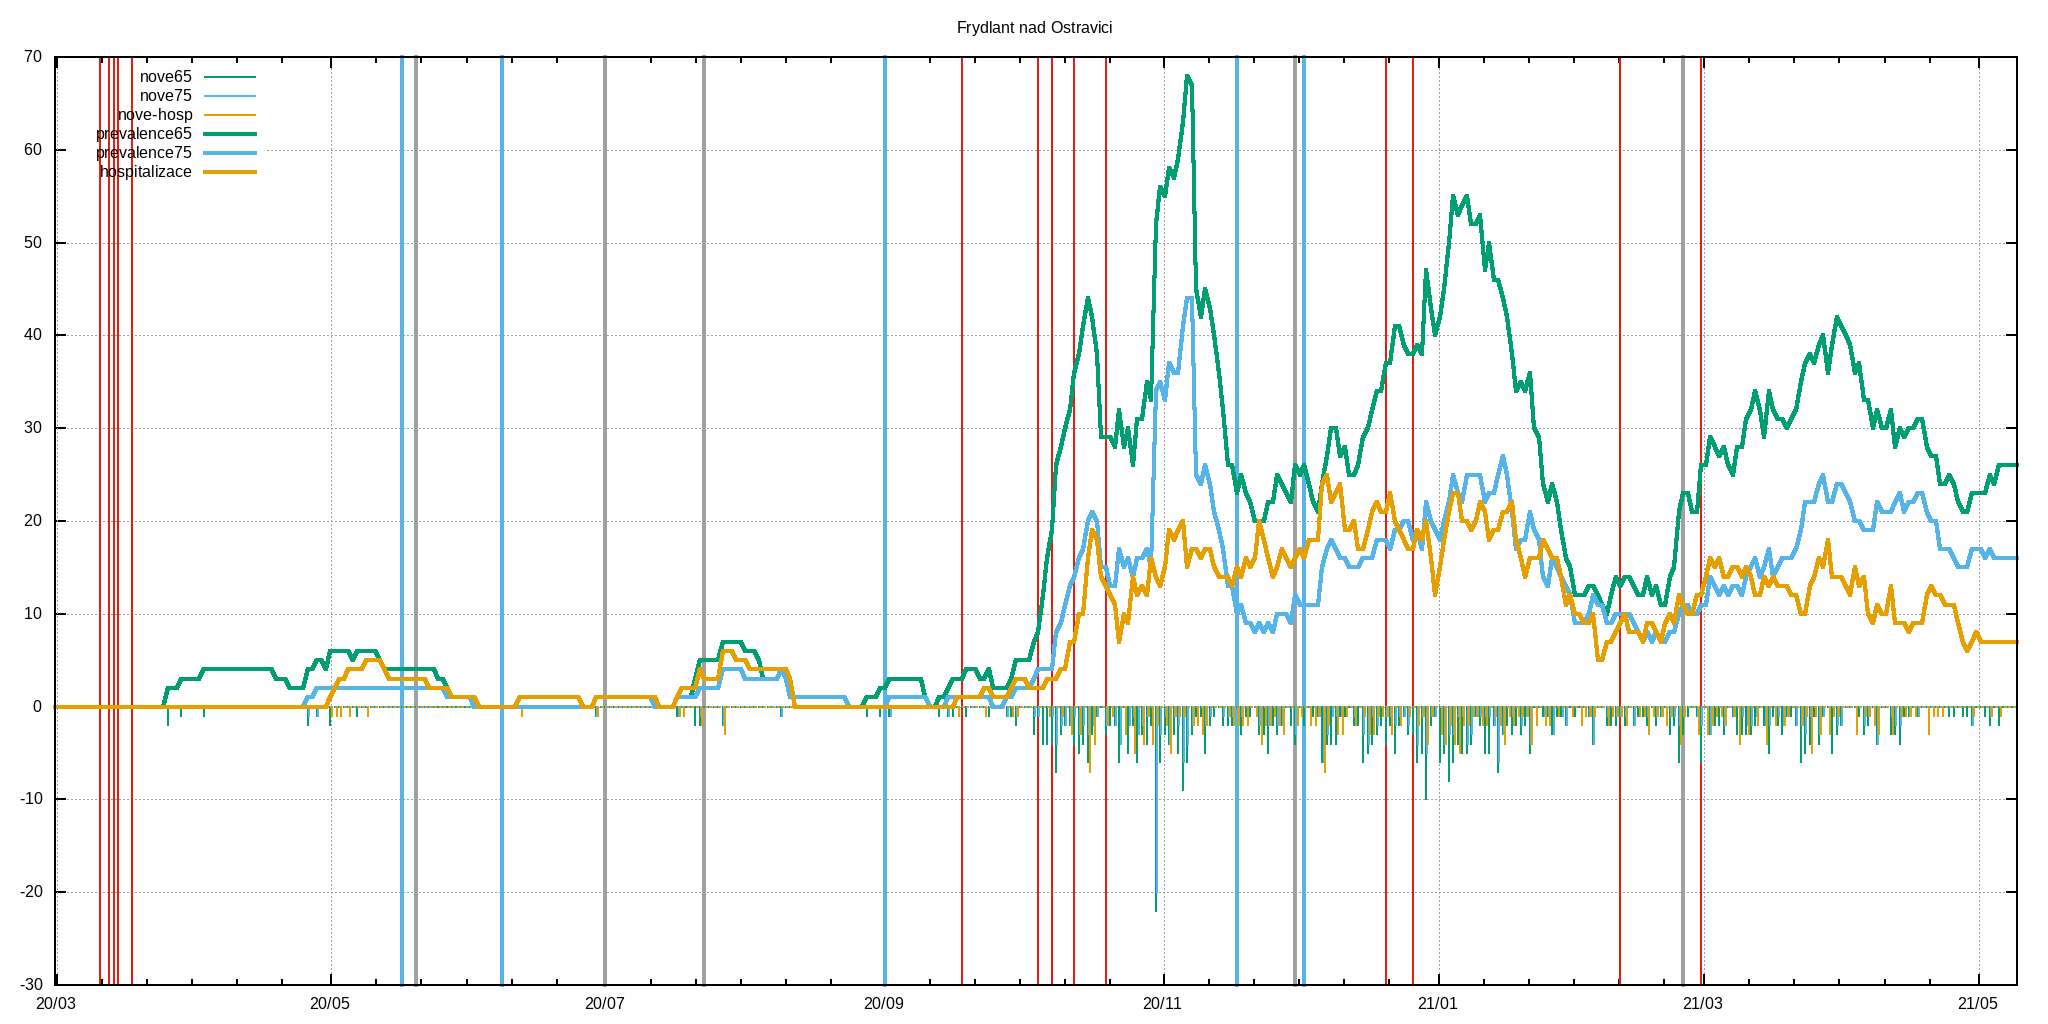 Frydlant nad Ostravici
70
60
50
40
30
20
10
0
-10
-20
-30
nove65
nove75
nove-hosp
prevalence65
prevalence75
hospitalizace
20/03 20/05 20/07 20/09 20/11 21/01 21/03 21/05